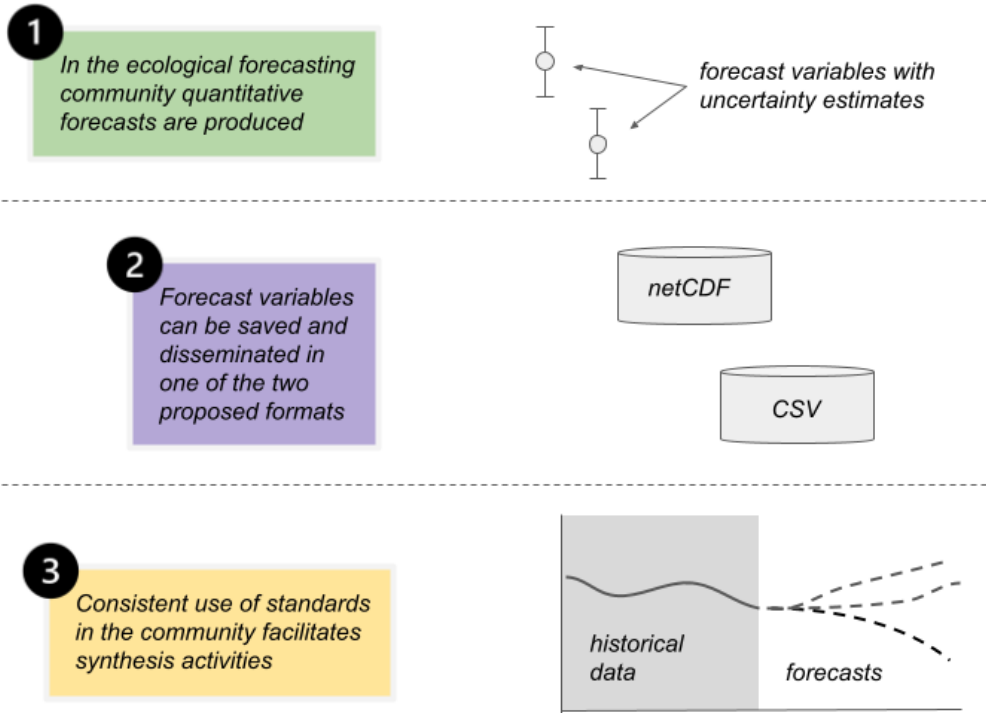 1
In the ecological forecasting
community quantitative
forecasts are produced
forecast variables with
uncertainty estimates
2
Forecast variables
can be saved and
disseminated in
one of the two
proposed formats
netCDF
CSV
3
Consistent use of standards
in the community facilitates
synthesis activities
historical
data
forecasts